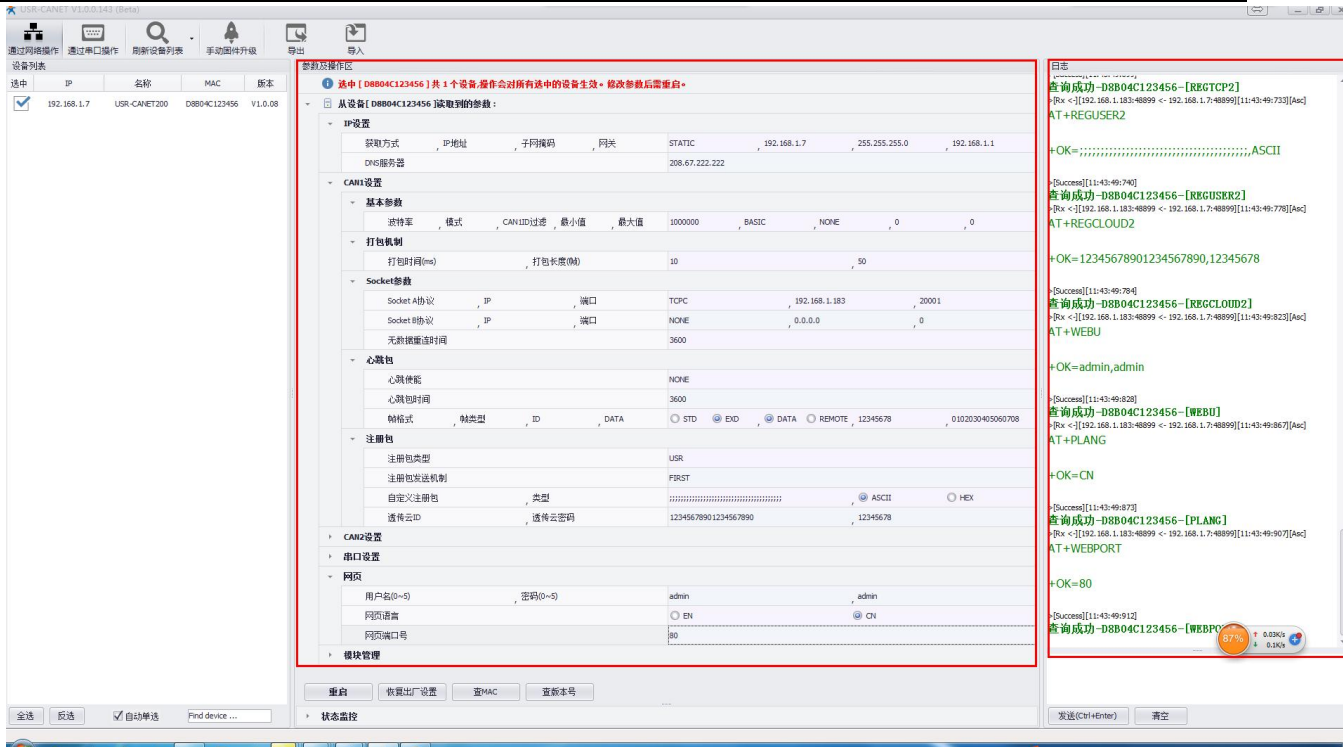 USR-CANET V1.0.0.143 (Beta)
通过网络操作 通过串口操作 刷新设备列表 手动固件升级 导出 导入
设备列表
选中 IP 名称 MAC 版本
192.168.1.7 USR-CANET200 D8B04C123456 V1.0.08
参数及操作区
选中 [ D8B04C123456 ] 共 1 个设备,操作会对所有选中的设备生效。修改参数后需重启。
从设备[ D8B04C123456 ]读取到的参数:
IP设置
获取方式 , IP地址 , 子网掩码 , 网关 STATIC , 192.168.1.7 , 255.255.255.0 , 192.168.1.1
DNS服务器 208.67.222.222
CAN1设置
基本参数
波特率 , 模式 , CAN1ID过滤 , 最小值 , 最大值 1000000 , BASIC , NONE , 0 , 0
打包机制
打包时间(ms) , 打包长度(帧) 10 , 50
Socket参数
Socket A协议 , IP , 端口 TCPC , 192.168.1.183 , 20001
Socket B协议 , IP , 端口 NONE , 0.0.0.0 , 0
无数据重连时间 3600
心跳包
心跳使能 NONE
心跳包时间 3600
帧格式 , 帧类型 , ID , DATA STD EXD , DATA REMOTE , 12345678 , 0102030405060708
注册包
注册包类型 USR
注册包发送机制 FIRST
自定义注册包 , 类型 ;;;;;;;;;;;;;;;;;;;;;;;;;;;;;;;;;;;;;;; , ASCII HEX
透传云ID , 透传云密码 12345678901234567890 , 12345678
CAN2设置
串口设置
网页
用户名(0~5) , 密码(0~5) admin , admin
网页语言 EN CN
网页端口号 80
模块管理
重启 恢复出厂设置 查MAC 查版本号
状态监控
全选 反选 自动单选 Find device ...
日志
查询成功-D8B04C123456-[REGTCP2]
>[Rx <-][192.168.1.183:48899 <- 192.168.1.7:48899][11:43:49:733][Asc]
AT+REGUSER2
+OK=;;;;;;;;;;;;;;;;;;;;;;;;;;;;;;;;;;;;;;;,ASCII
>[Success][11:43:49:740]
查询成功-D8B04C123456-[REGUSER2]
>[Rx <-][192.168.1.183:48899 <- 192.168.1.7:48899][11:43:49:778][Asc]
AT+REGCLOUD2
+OK=12345678901234567890,12345678
>[Success][11:43:49:784]
查询成功-D8B04C123456-[REGCLOUD2]
>[Rx <-][192.168.1.183:48899 <- 192.168.1.7:48899][11:43:49:823][Asc]
AT+WEBU
+OK=admin,admin
>[Success][11:43:49:828]
查询成功-D8B04C123456-[WEBU]
>[Rx <-][192.168.1.183:48899 <- 192.168.1.7:48899][11:43:49:867][Asc]
AT+PLANG
+OK=CN
>[Success][11:43:49:873]
查询成功-D8B04C123456-[PLANG]
>[Rx <-][192.168.1.183:48899 <- 192.168.1.7:48899][11:43:49:907][Asc]
AT+WEBPORT
+OK=80
>[Success][11:43:49:912]
查询成功-D8B04C123456-[WEBPO
87% 0.03K/s
0.1K/s
发送(Ctrl+Enter) 清空